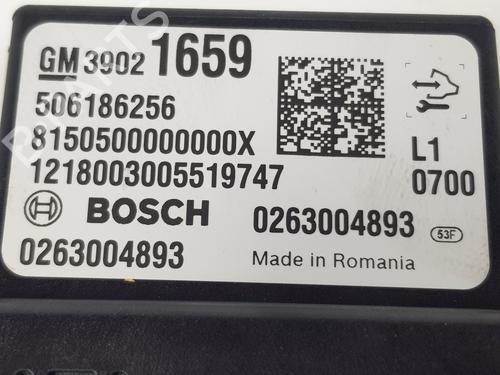 GM 3902 1659
506186256
8150500000000X
1218003005519747
L1
0700
BOSCH 0263004893 53F
0263004893 Made in Romania